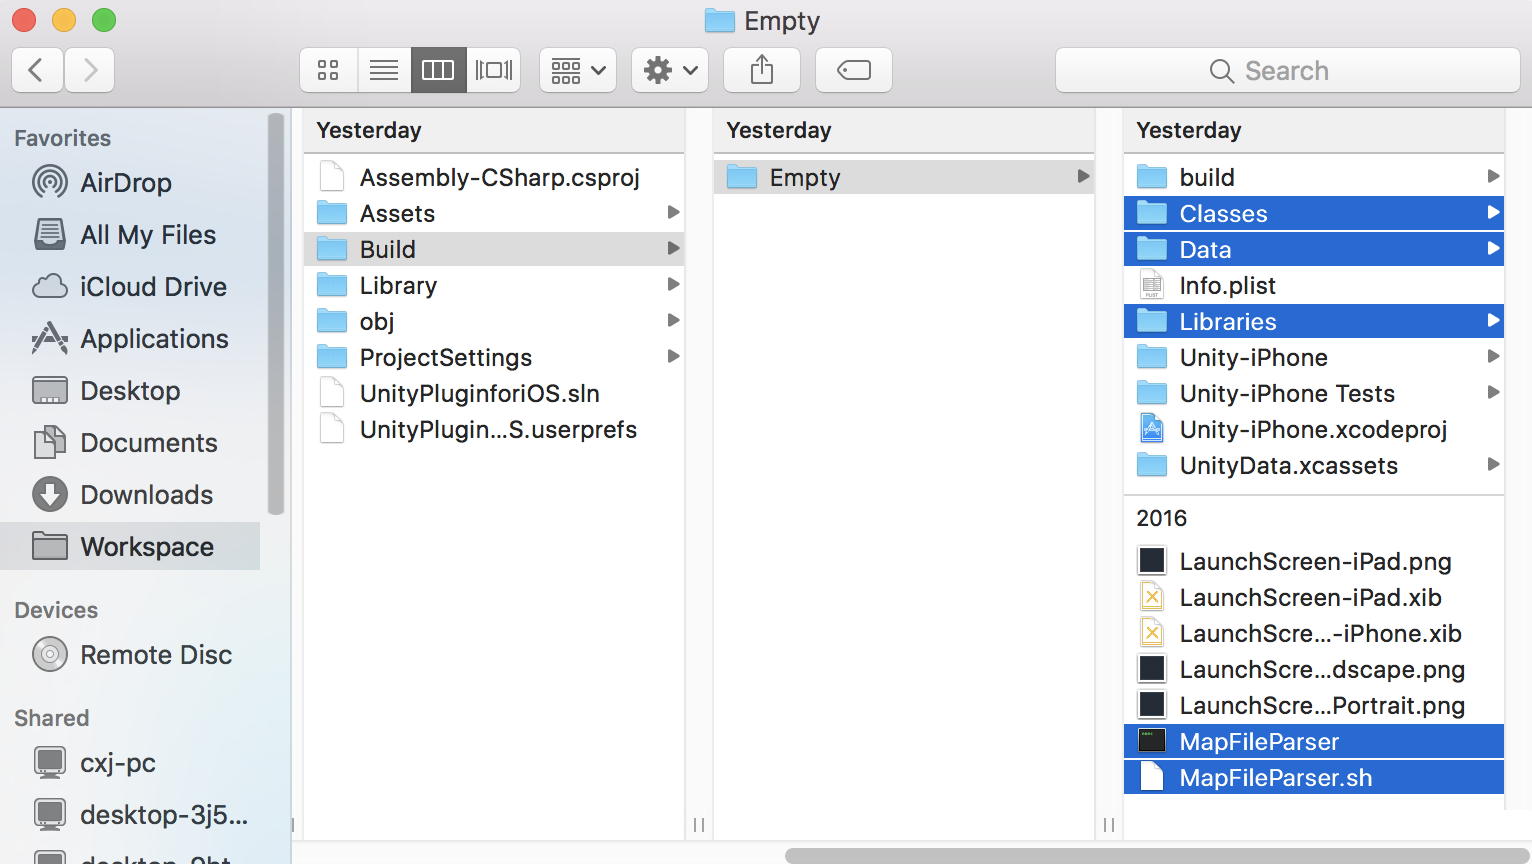 Empty
Search
Favorites
AirDrop
All My Files
iCloud Drive
Applications
Desktop
Documents
Downloads
Workspace
Devices
Remote Disc
Shared
cxj-pc
desktop-3j5...
Yesterday
Assembly-CSharp.csproj
Assets
Build
Library
obj
ProjectSettings
UnityPluginforiOS.sln
UnityPlugin...S.userprefs
Yesterday
Empty
Yesterday
build
Classes
Data
Info.plist
Libraries
Unity-iPhone
Unity-iPhone Tests
Unity-iPhone.xcodeproj
UnityData.xcassets
2016
LaunchScreen-iPad.png
LaunchScreen-iPad.xib
LaunchScre...-iPhone.xib
LaunchScre...dscape.png
LaunchScre...Portrait.png
MapFileParser
MapFileParser.sh